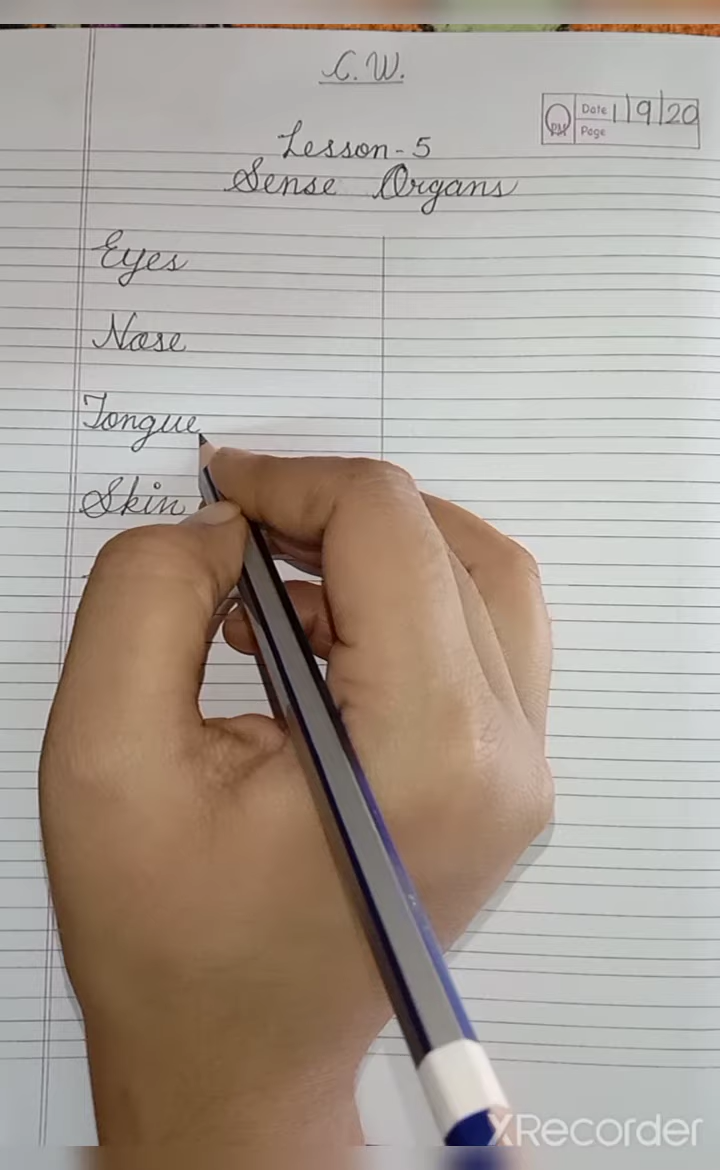 C.W.
Date 1/9/20
Page
Lesson-5
Sense Organs
Eyes
Nose
Tongue
Skin
XRecorder